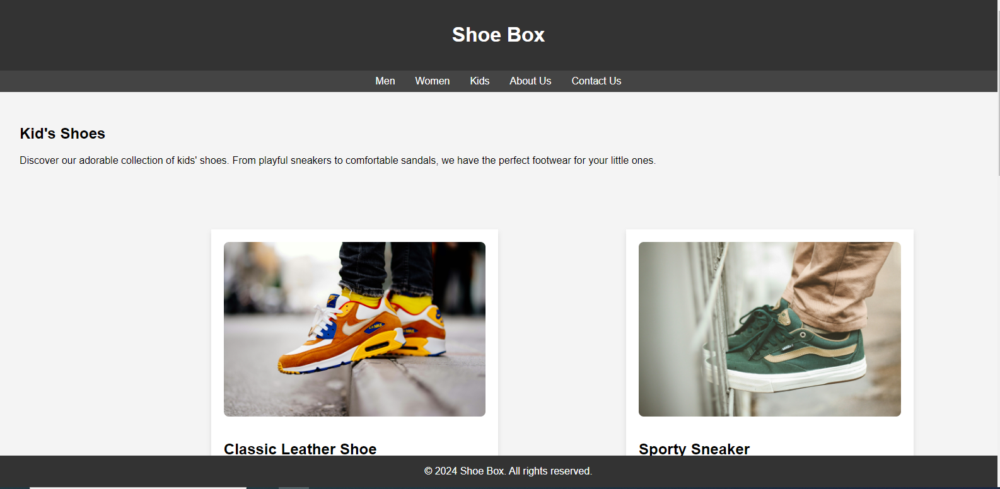 Shoe Box
Men Women Kids About Us Contact Us
Kid's Shoes
Discover our adorable collection of kids' shoes. From playful sneakers to comfortable sandals, we have the perfect footwear for your little ones.
AIR MAX
Classic Leather Shoe
Sporty Sneaker
© 2024 Shoe Box. All rights reserved.